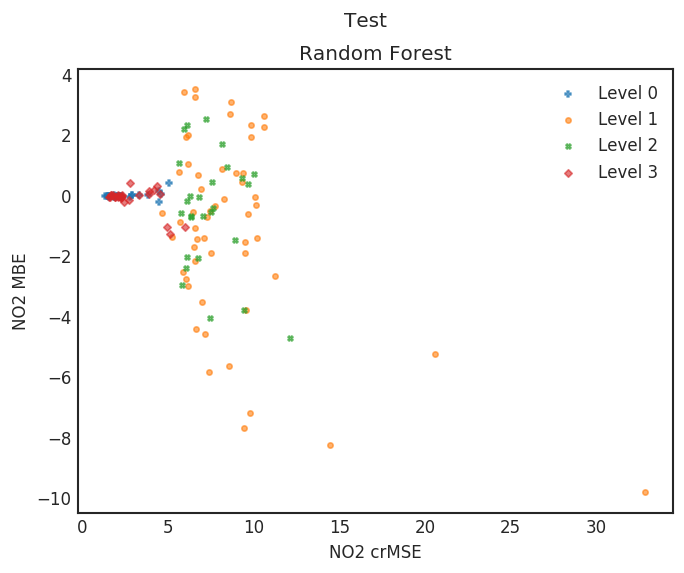 Test
Random Forest
4
2
0
−2
−4
−6
−8
−10
NO2 MBE
Level 0
Level 1
Level 2
Level 3
0 5 10 15 20 25 30
NO2 crMSE